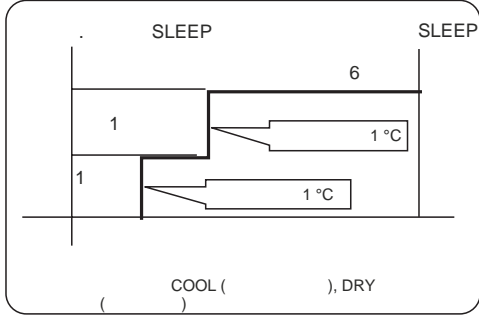 . SLEEP SLEEP
6
1
1 °C
1
1 °C
COOL ( ), DRY
( )